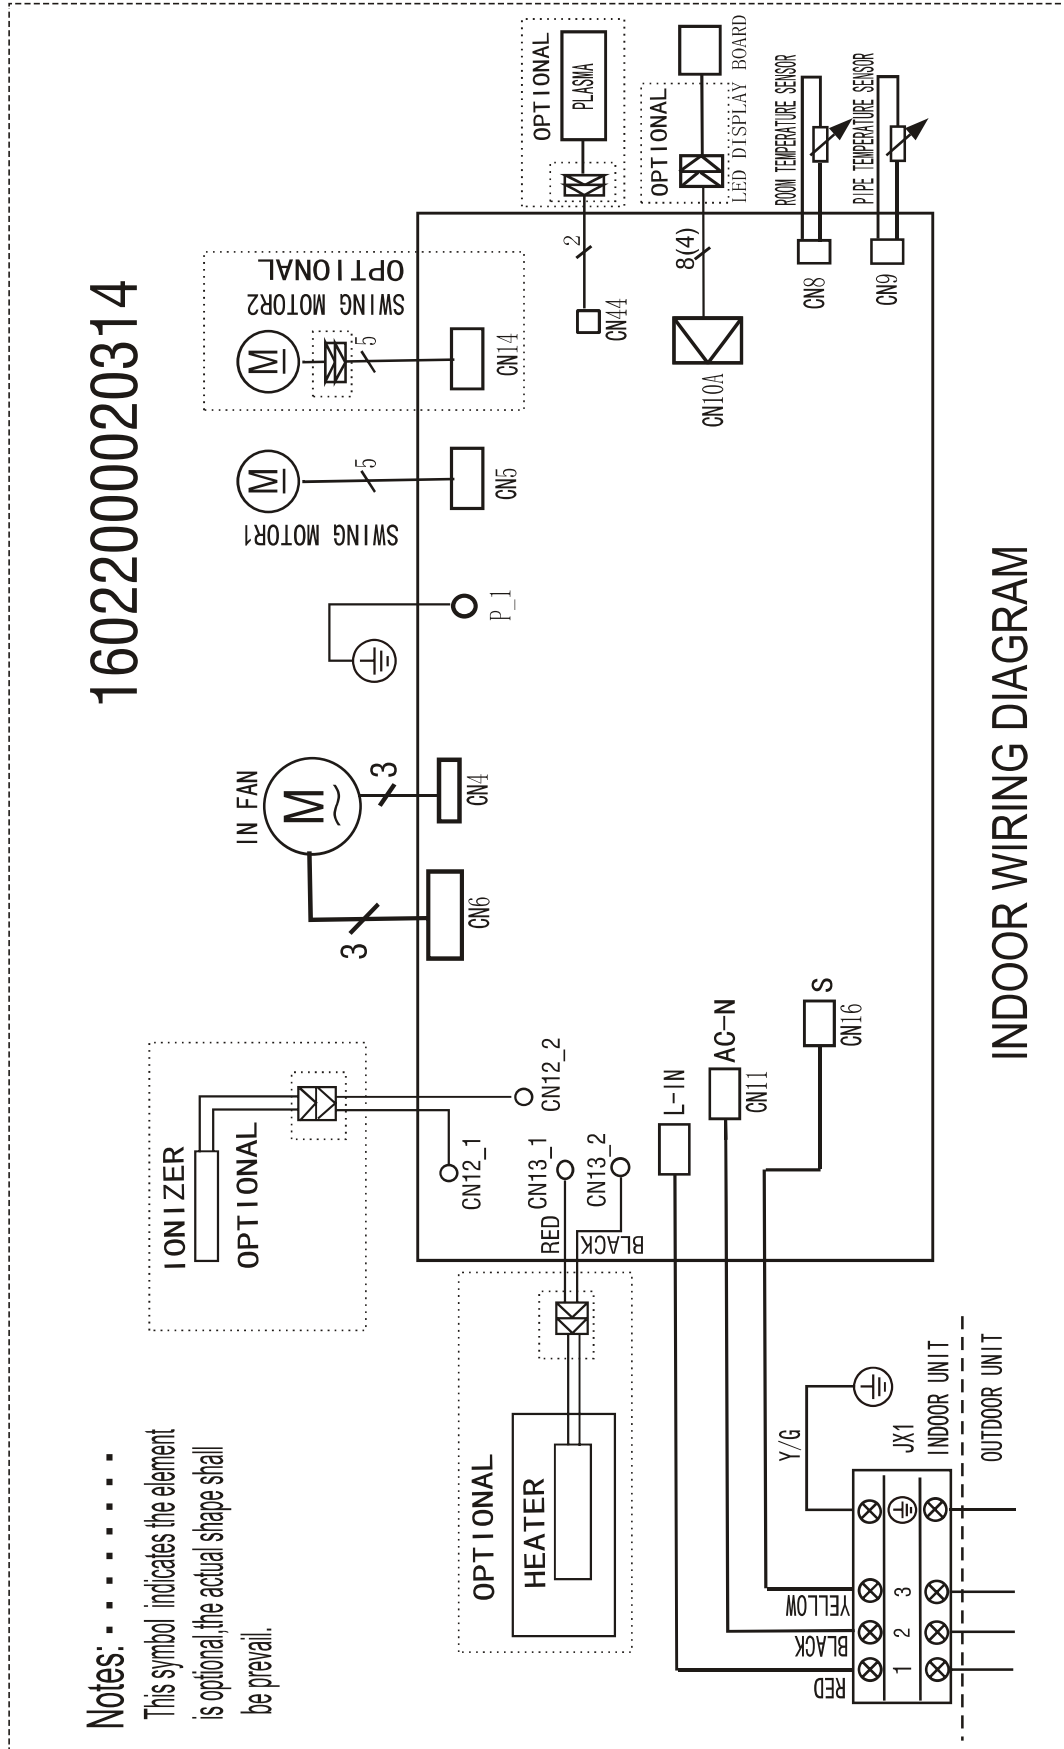 Notes:
This symbol indicates the element
is optional,the actual shape shall
be prevail.
16022000020314
IONIZER
OPTIONAL
IN FAN
M
3
3
SWING MOTOR1
M
5
SWING MOTOR2
OPTIONAL
M
5
CN12_1
CN12_2
CN6
CN4
P_1
CN5
CN14
OPTIONAL
HEATER
RED
BLACK
CN13_1
CN13_2
OPTIONAL
PLASMA
2
CN44
OPTIONAL
LED DISPLAY BOARD
8(4)
CN10A
L-IN
AC-N
CN11
S
CN16
ROOM TEMPERATURE SENSOR
CN8
PIPE TEMPERATURE SENSOR
CN9
Y/G
RED
BLACK
YELLOW
1
2
3
JX1
INDOOR UNIT
OUTDOOR UNIT
INDOOR WIRING DIAGRAM